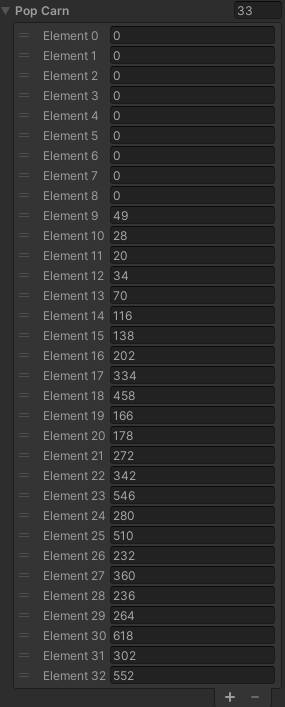 Pop Carn 33
Element 0 0
Element 1 0
Element 2 0
Element 3 0
Element 4 0
Element 5 0
Element 6 0
Element 7 0
Element 8 0
Element 9 49
Element 10 28
Element 11 20
Element 12 34
Element 13 70
Element 14 116
Element 15 138
Element 16 202
Element 17 334
Element 18 458
Element 19 166
Element 20 178
Element 21 272
Element 22 342
Element 23 546
Element 24 280
Element 25 510
Element 26 232
Element 27 360
Element 28 236
Element 29 264
Element 30 618
Element 31 302
Element 32 552
+ −